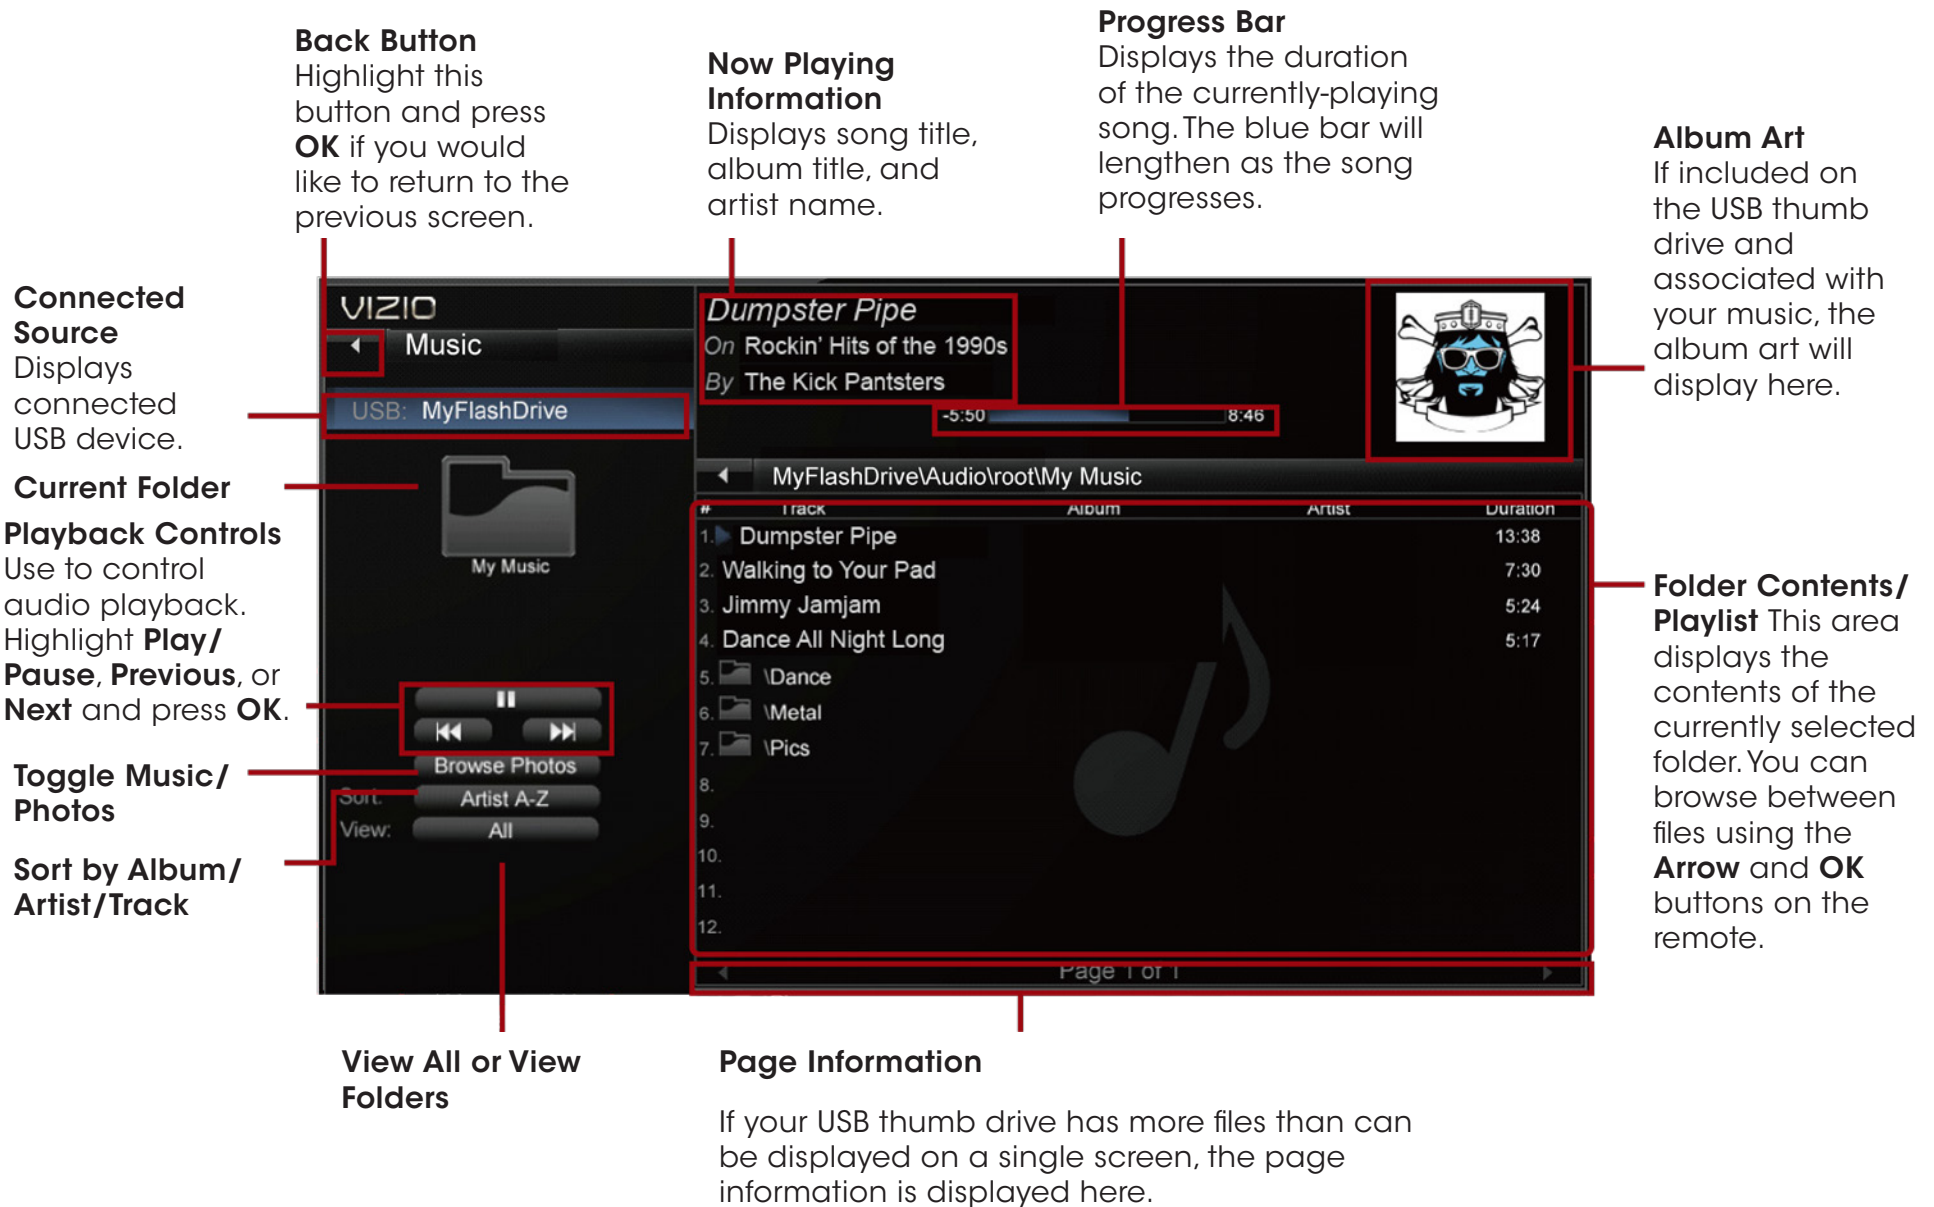 Back Button
Highlight this
button and press
OK if you would
like to return to the
previous screen.
Now Playing
Information
Displays song title,
album title, and
artist name.
Progress Bar
Displays the duration
of the currently-playing
song. The blue bar will
lengthen as the song
progresses.
Album Art
If included on
the USB thumb
drive and
associated with
your music, the
album art will
display here.
Connected
Source
Displays
connected
USB device.
Current Folder
Playback Controls
Use to control
audio playback.
Highlight Play/
Pause, Previous, or
Next and press OK.
Toggle Music/
Photos
Sort by Album/
Artist/Track
VIZIO
Music
USB: MyFlashDrive
My Music
Browse Photos
Sort: Artist A-Z
View: All
Dumpster Pipe
On Rockin' Hits of the 1990s
By The Kick Pantsters
-5:50 8:46
MyFlashDrive\Audio\root\My Music
# Track Album Artist Duration
1. Dumpster Pipe 13:38
2. Walking to Your Pad 7:30
3. Jimmy Jamjam 5:24
4. Dance All Night Long 5:17
5. \Dance
6. \Metal
7. \Pics
8.
9.
10.
11.
12.
Page 1 of 1
Folder Contents/
Playlist This area
displays the
contents of the
currently selected
folder. You can
browse between
files using the
Arrow and OK
buttons on the
remote.
View All or View
Folders
Page Information
If your USB thumb drive has more files than can
be displayed on a single screen, the page
information is displayed here.